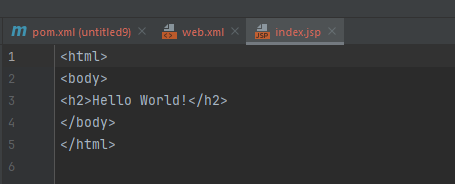 pom.xml (untitled9) web.xml index.jsp
1 <html>
2 <body>
3 <h2>Hello World!</h2>
4 </body>
5 </html>
6